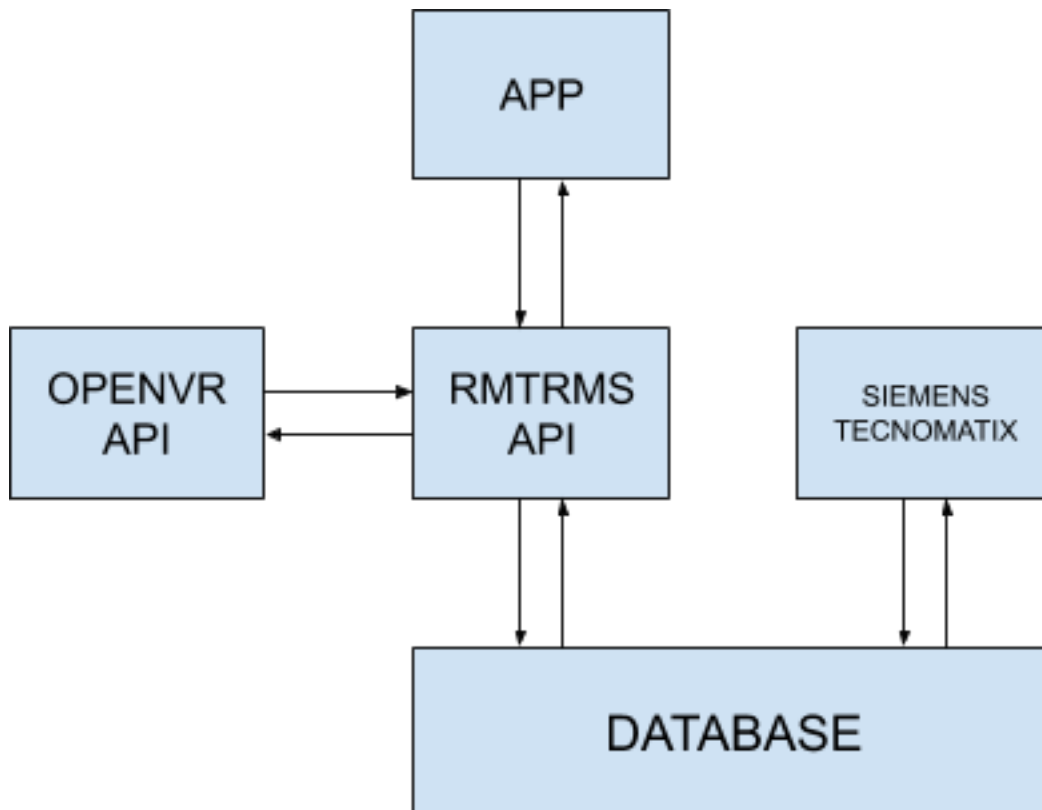 APP
OPENVR
API
RMTRMS
API
SIEMENS
TECNOMATIX
DATABASE